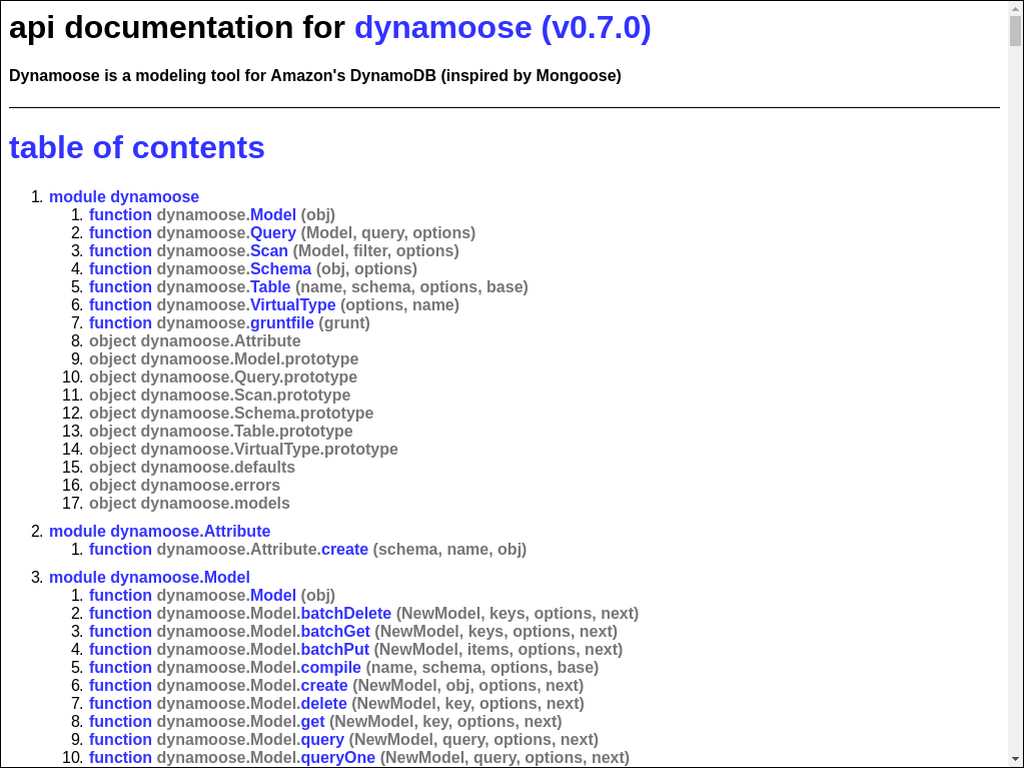 api documentation for dynamoose (v0.7.0)
Dynamoose is a modeling tool for Amazon's DynamoDB (inspired by Mongoose)
table of contents
1. module dynamoose
1. function dynamoose.Model (obj)
2. function dynamoose.Query (Model, query, options)
3. function dynamoose.Scan (Model, filter, options)
4. function dynamoose.Schema (obj, options)
5. function dynamoose.Table (name, schema, options, base)
6. function dynamoose.VirtualType (options, name)
7. function dynamoose.gruntfile (grunt)
8. object dynamoose.Attribute
9. object dynamoose.Model.prototype
10. object dynamoose.Query.prototype
11. object dynamoose.Scan.prototype
12. object dynamoose.Schema.prototype
13. object dynamoose.Table.prototype
14. object dynamoose.VirtualType.prototype
15. object dynamoose.defaults
16. object dynamoose.errors
17. object dynamoose.models
2. module dynamoose.Attribute
1. function dynamoose.Attribute.create (schema, name, obj)
3. module dynamoose.Model
1. function dynamoose.Model (obj)
2. function dynamoose.Model.batchDelete (NewModel, keys, options, next)
3. function dynamoose.Model.batchGet (NewModel, keys, options, next)
4. function dynamoose.Model.batchPut (NewModel, items, options, next)
5. function dynamoose.Model.compile (name, schema, options, base)
6. function dynamoose.Model.create (NewModel, obj, options, next)
7. function dynamoose.Model.delete (NewModel, key, options, next)
8. function dynamoose.Model.get (NewModel, key, options, next)
9. function dynamoose.Model.query (NewModel, query, options, next)
10. function dynamoose.Model.queryOne (NewModel, query, options, next)